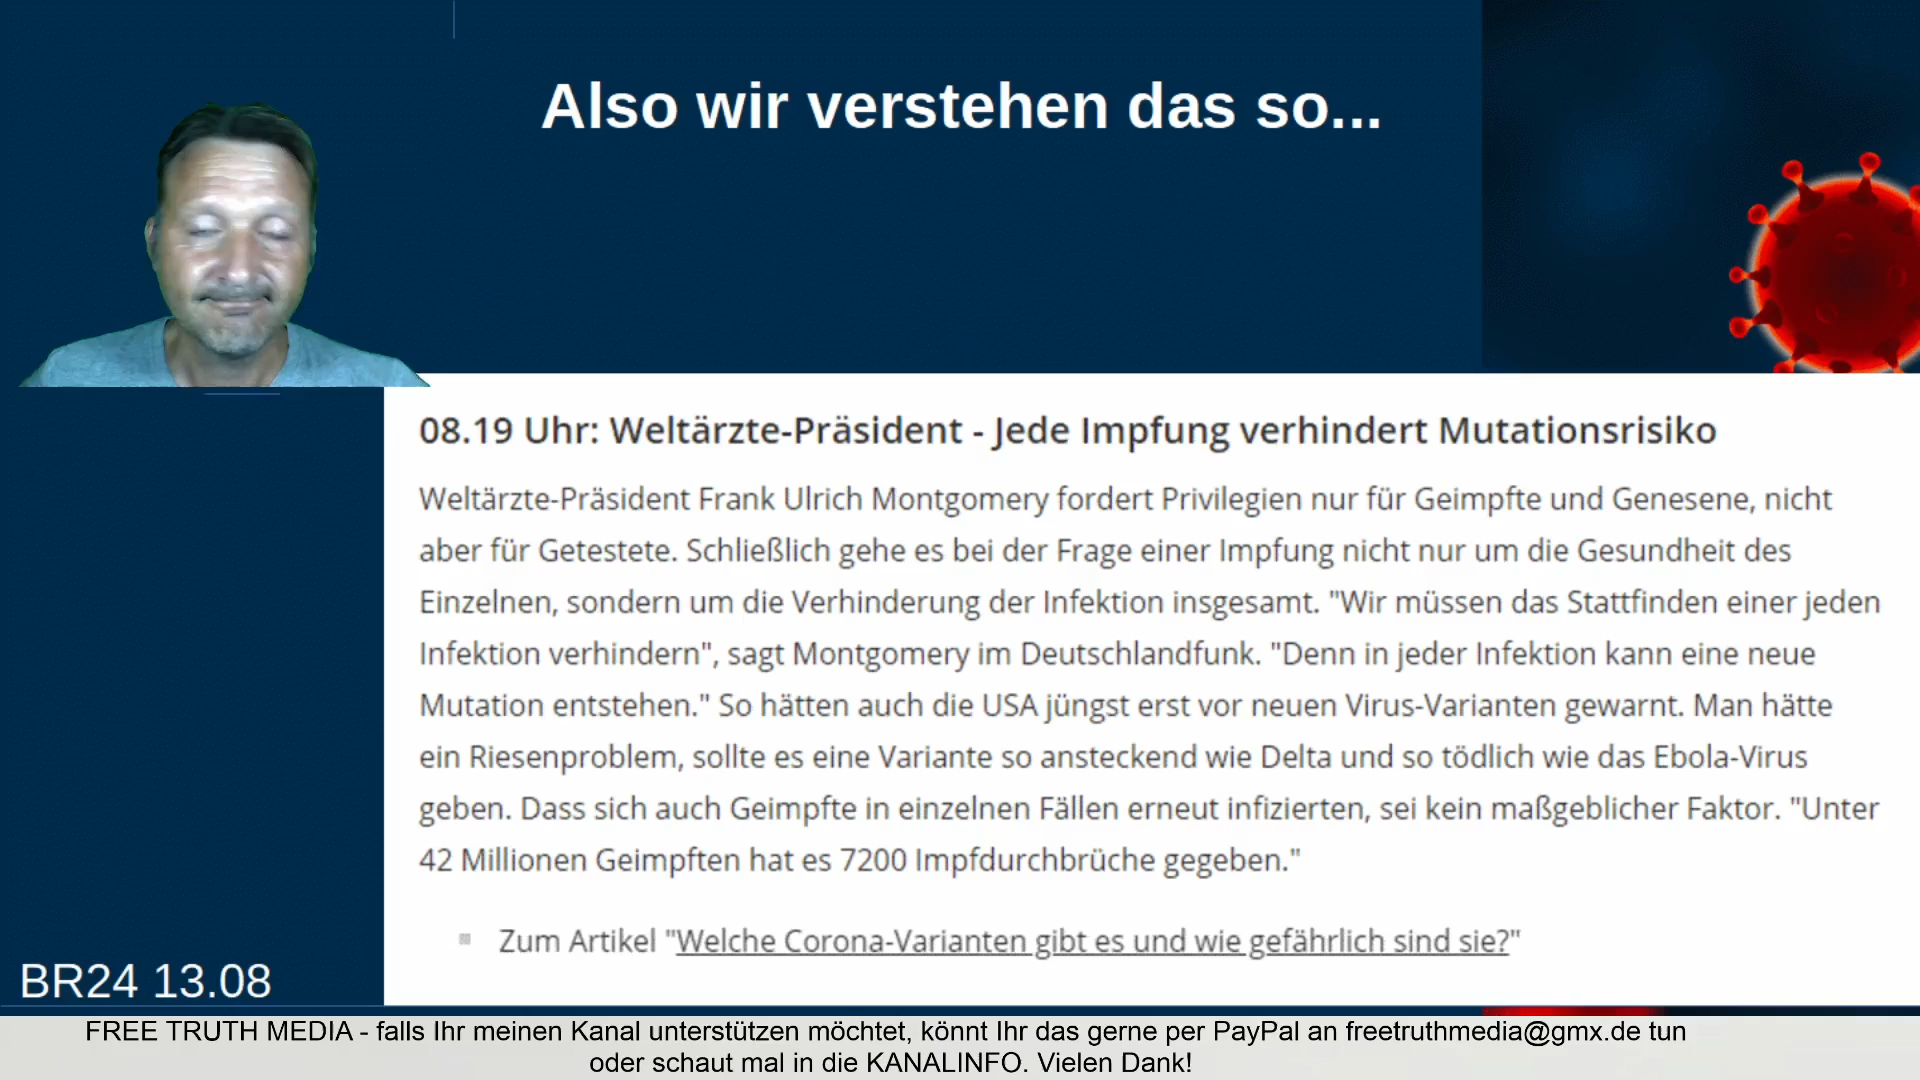 Also wir verstehen das so...
08.19 Uhr: Weltärzte-Präsident - Jede Impfung verhindert Mutationsrisiko
Weltärzte-Präsident Frank Ulrich Montgomery fordert Privilegien nur für Geimpfte und Genesene, nicht
aber für Getestete. Schließlich gehe es bei der Frage einer Impfung nicht nur um die Gesundheit des
Einzelnen, sondern um die Verhinderung der Infektion insgesamt. "Wir müssen das Stattfinden einer jeden
Infektion verhindern", sagt Montgomery im Deutschlandfunk. "Denn in jeder Infektion kann eine neue
Mutation entstehen." So hätten auch die USA jüngst erst vor neuen Virus-Varianten gewarnt. Man hätte
ein Riesenproblem, sollte es eine Variante so ansteckend wie Delta und so tödlich wie das Ebola-Virus
geben. Dass sich auch Geimpfte in einzelnen Fällen erneut infizierten, sei kein maßgeblicher Faktor. "Unter
42 Millionen Geimpften hat es 7200 Impfdurchbrüche gegeben."
Zum Artikel "Welche Corona-Varianten gibt es und wie gefährlich sind sie?"
BR24 13.08
FREE TRUTH MEDIA - falls Ihr meinen Kanal unterstützen möchtet, könnt Ihr das gerne per PayPal an freetruthmedia@gmx.de tun
oder schaut mal in die KANALINFO. Vielen Dank!